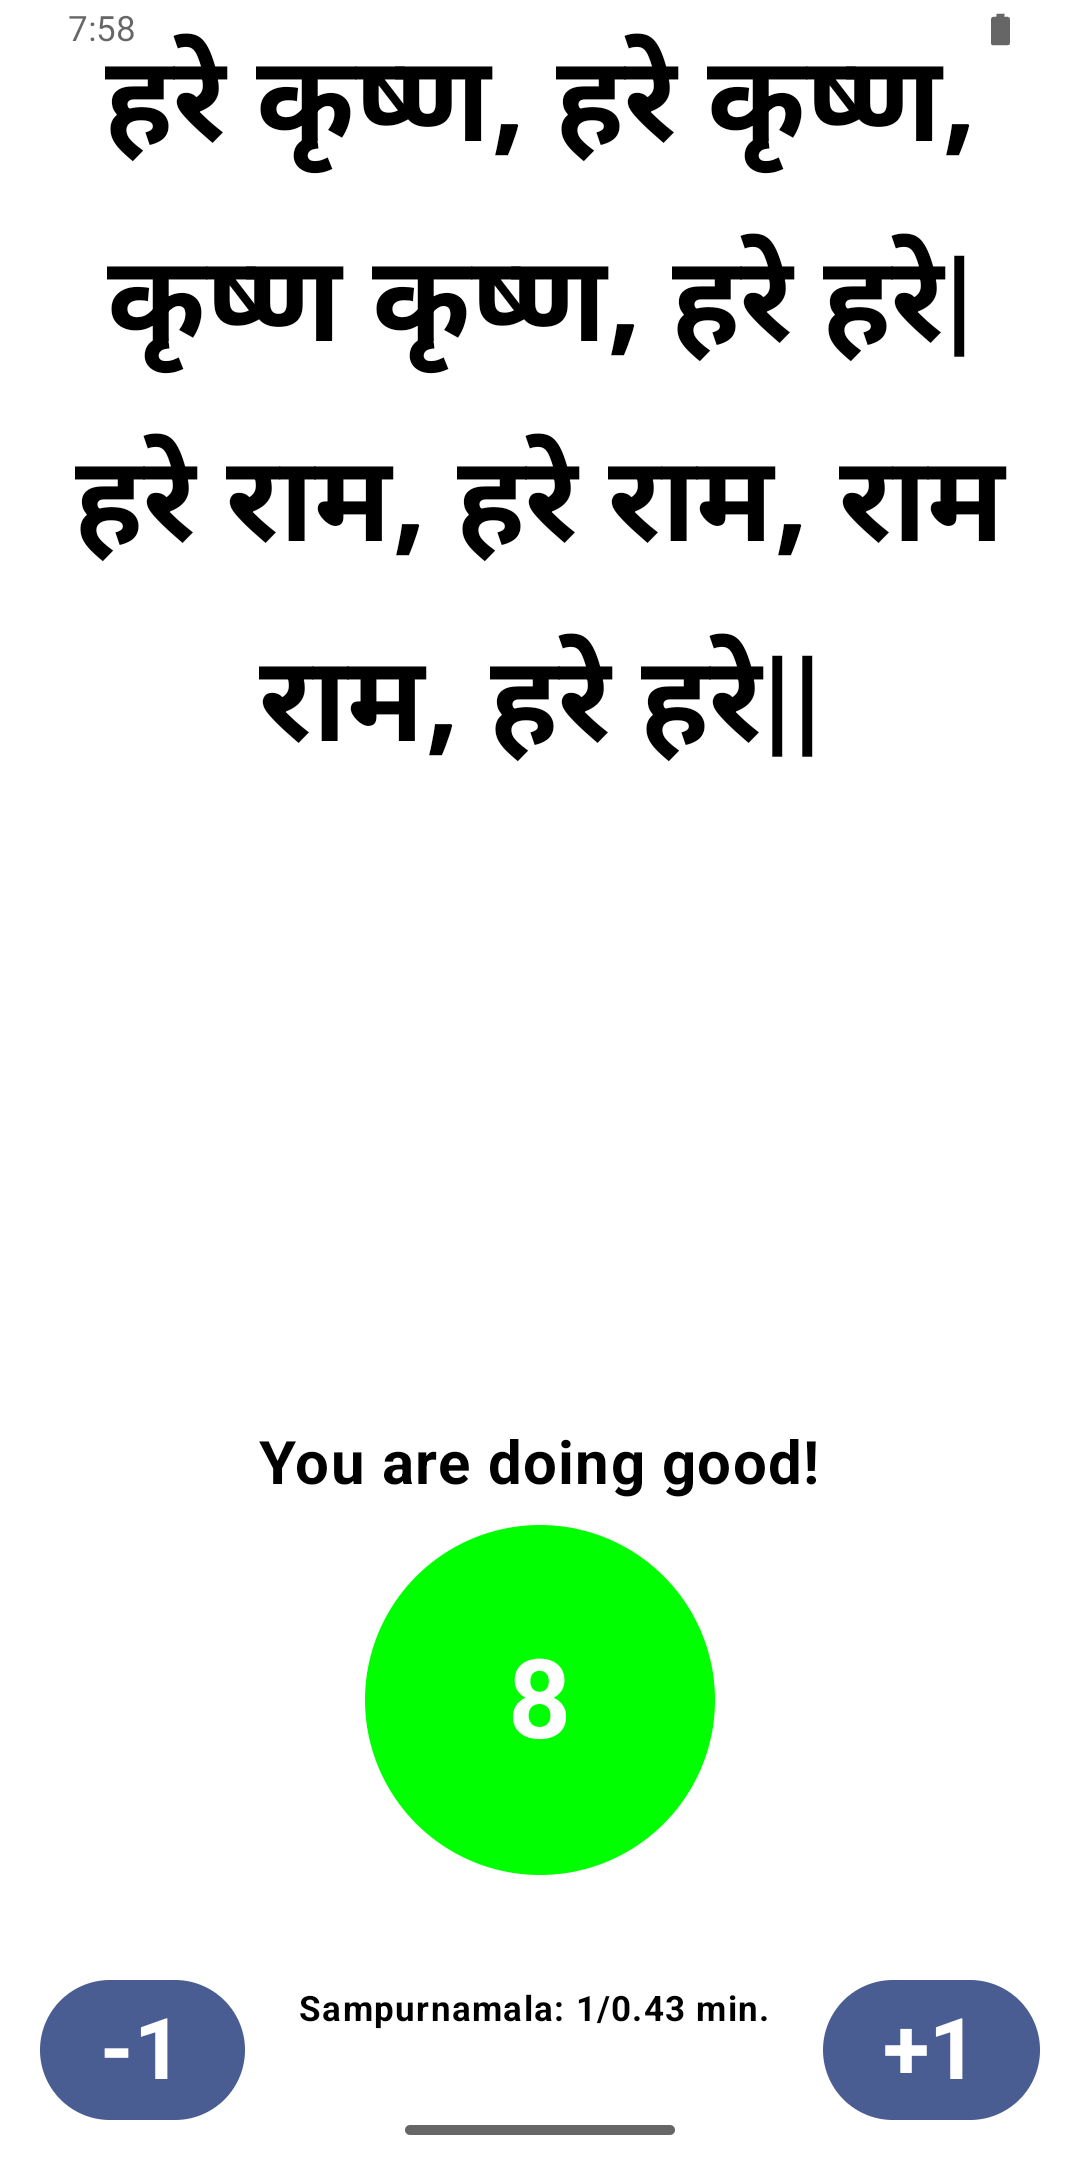 7:58
हरे कृष्ण, हरे कृष्ण,
कृष्ण कृष्ण, हरे हरे|
हरे राम, हरे राम, राम
राम, हरे हरे||
You are doing good!
8
Sampurnamala: 1/0.43 min.
-1
+1